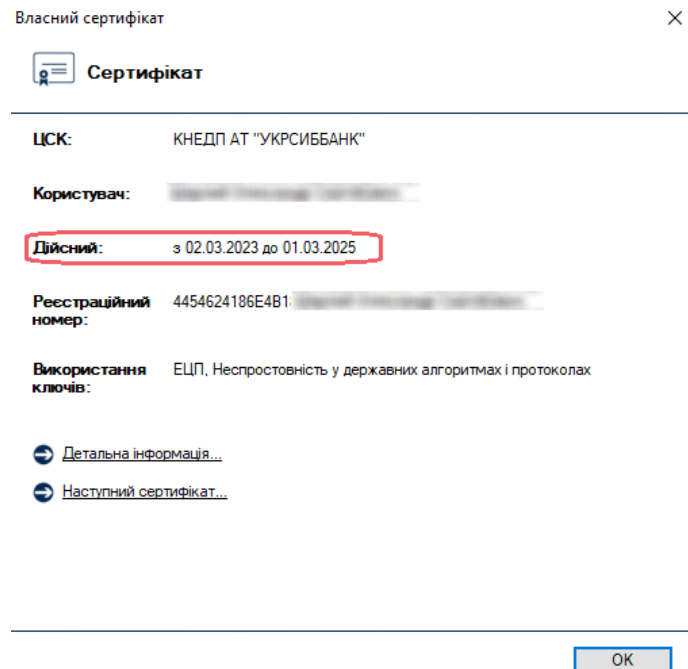 Власний сертифікат
Сертифікат
ЦСК: КНЕДП АТ "УКРСИББАНК"
Користувач:
Дійсний: з 02.03.2023 до 01.03.2025
Реєстраційний номер: 4454624186E4B1
Використання ключів: ЕЦП, Неспростовність у державних алгоритмах і протоколах
Детальна інформація...
Наступний сертифікат...
OK